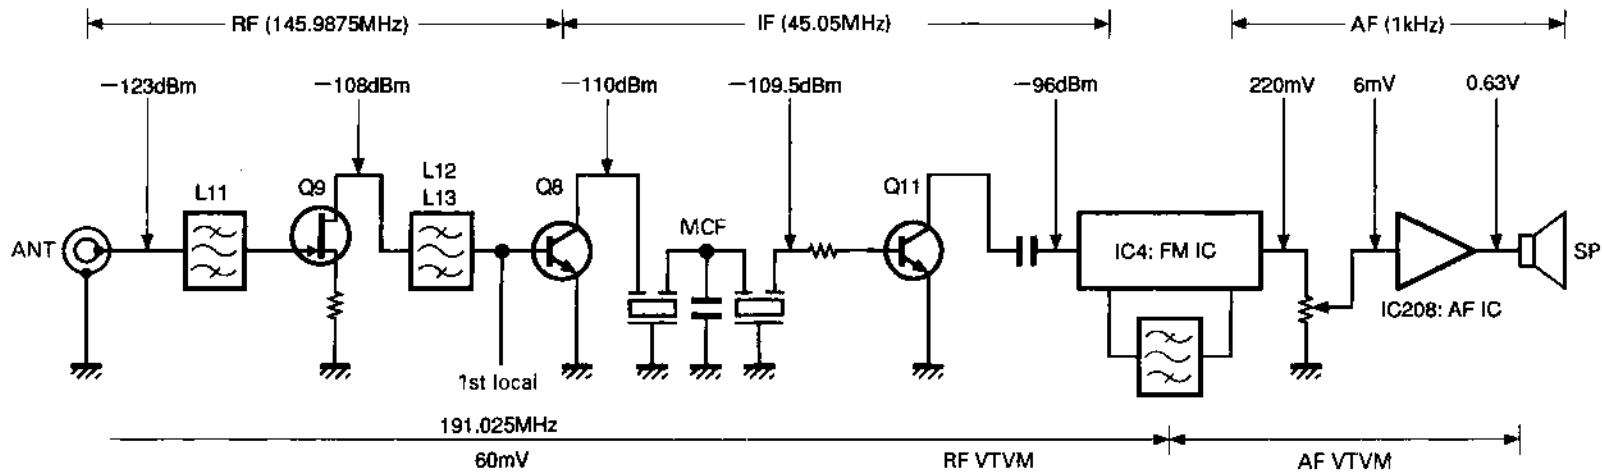 RF (145.9875MHz) IF (45.05MHz) AF (1kHz)
−123dBm −108dBm −110dBm −109.5dBm −96dBm 220mV 6mV 0.63V
L11 Q9 L12 Q8 Q11
L13
MCF
ANT IC4: FM IC SP
IC208: AF IC
1st local
191.025MHz
60mV RF VTVM AF VTVM